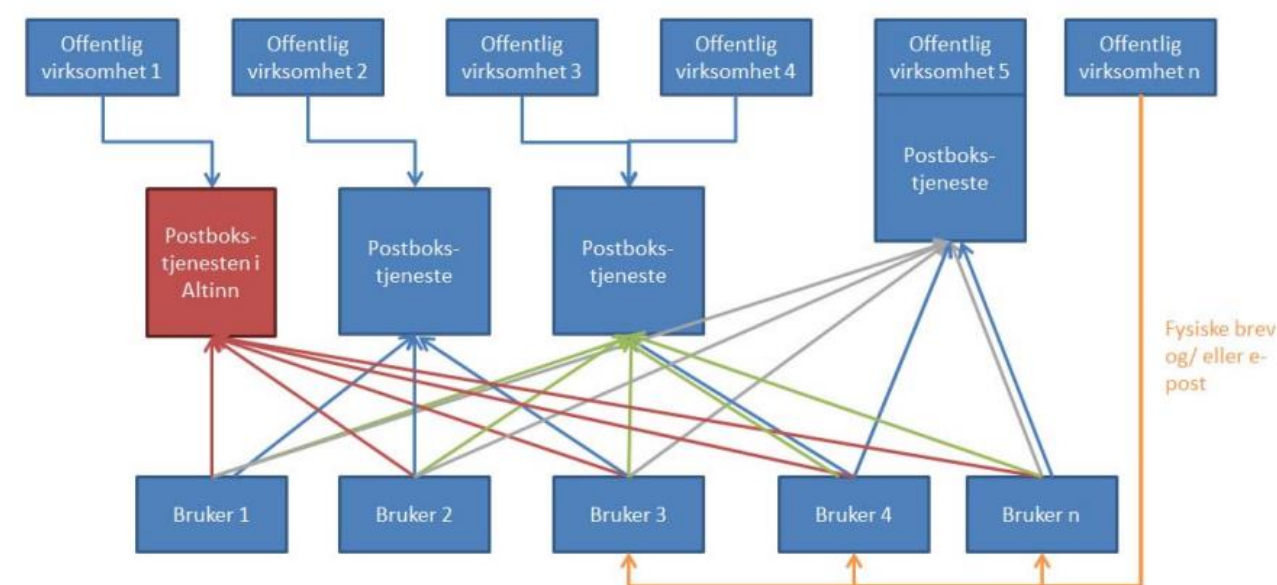 Offentlig
virksomhet 1
Offentlig
virksomhet 2
Offentlig
virksomhet 3
Offentlig
virksomhet 4
Offentlig
virksomhet 5
Offentlig
virksomhet n
Postboks-
tjenesten i
Altinn
Postboks-
tjeneste
Postboks-
tjeneste
Postboks-
tjeneste
Fysiske brev
og/ eller e-
post
Bruker 1
Bruker 2
Bruker 3
Bruker 4
Bruker n